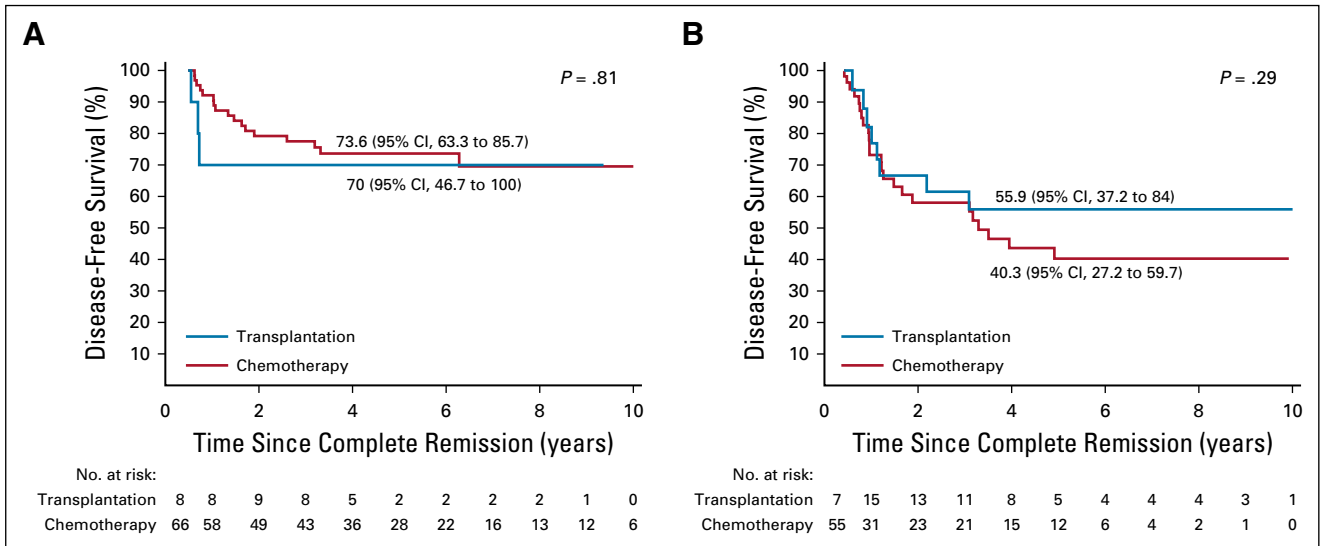 A
Disease-Free Survival (%)
100
90
80
70
60
50
40
30
20
10
P = .81
73.6 (95% CI, 63.3 to 85.7)
70 (95% CI, 46.7 to 100)
Transplantation
Chemotherapy
0 2 4 6 8 10
Time Since Complete Remission (years)
No. at risk:
Transplantation 8 8 9 8 5 2 2 2 2 1 0
Chemotherapy 66 58 49 43 36 28 22 16 13 12 6
B
Disease-Free Survival (%)
100
90
80
70
60
50
40
30
20
10
P = .29
55.9 (95% CI, 37.2 to 84)
40.3 (95% CI, 27.2 to 59.7)
Transplantation
Chemotherapy
0 2 4 6 8 10
Time Since Complete Remission (years)
No. at risk:
Transplantation 7 15 13 11 8 5 4 4 4 3 1
Chemotherapy 55 31 23 21 15 12 6 4 2 1 0